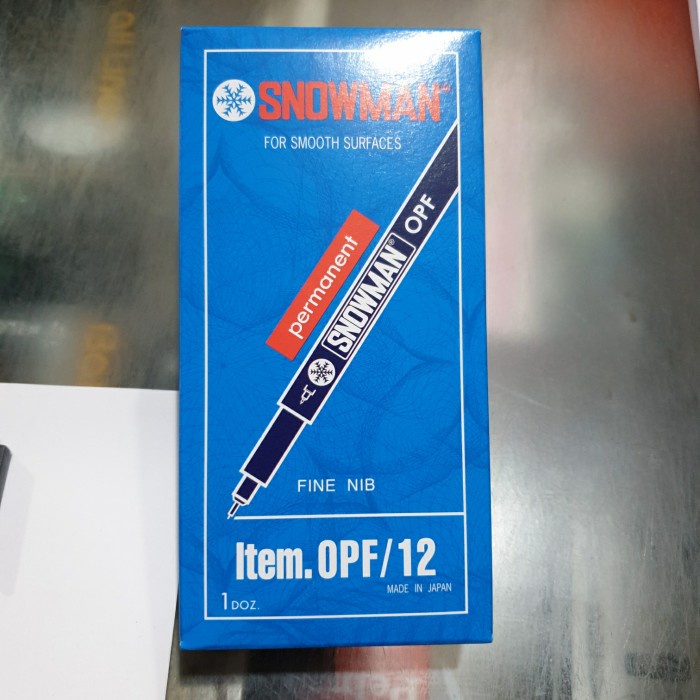 SNOWMAN
FOR SMOOTH SURFACES
OPF
SNOWMAN®
permanent
FINE NIB
Item.OPF/12
MADE IN JAPAN
1 DOZ.